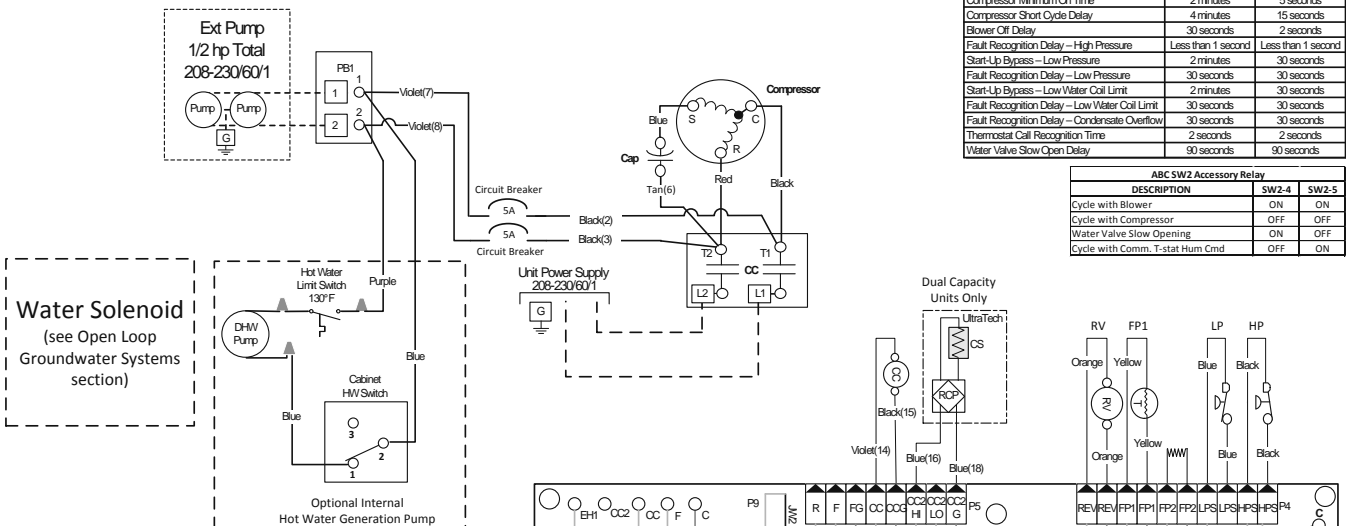 Compressor Minimum On Time 2 minutes 5 seconds
Compressor Short Cycle Delay 4 minutes 15 seconds
Blower Off Delay 30 seconds 2 seconds
Fault Recognition Delay – High Pressure Less than 1 second Less than 1 second
Start-Up Bypass – Low Pressure 2 minutes 30 seconds
Fault Recognition Delay – Low Pressure 30 seconds 30 seconds
Start-Up Bypass – Low Water Coil Limit 2 minutes 30 seconds
Fault Recognition Delay – Low Water Coil Limit 30 seconds 30 seconds
Fault Recognition Delay – Condensate Overflow 30 seconds 30 seconds
Thermostat Call Recognition Time 2 seconds 2 seconds
Water Valve Slow Open Delay 90 seconds 90 seconds
ABC SW2 Accessory Relay
DESCRIPTION SW2-4 SW2-5
Cycle with Blower ON ON
Cycle with Compressor OFF OFF
Water Valve Slow Opening ON OFF
Cycle with Comm. T-stat Hum Cmd OFF ON
Ext Pump
1/2 hp Total
208-230/60/1
Pump Pump
G
PB1
1
1
2
2
Violet(7)
Violet(8)
Compressor
S
C
R
Blue
Cap
Tan(6)
Red
Black
Circuit Breaker
5A
5A
Circuit Breaker
Black(2)
Black(3)
T2
T1
CC
L2
L1
Unit Power Supply
208-230/60/1
G
Water Solenoid
(see Open Loop
Groundwater Systems
section)
Hot Water
Limit Switch
130°F
Purple
DHW
Pump
Blue
Cabinet
HW Switch
Blue
3
2
1
Optional Internal
Hot Water Generation Pump
Dual Capacity
Units Only
UltraTech
CS
RCP
CC
Black(15)
Violet(14)
Blue(16)
Blue(18)
RV FP1 LP HP
Orange Yellow Blue Black
RV
T
Orange Yellow Blue Black
EH1 CC2 CC F C
P9
JW2
R F FG CC CCG CC2 HI CC2 LO CC2 G P5
REV REV FP1 FP1 FP2 FP2 LPS LPS HPS HPS P4
C